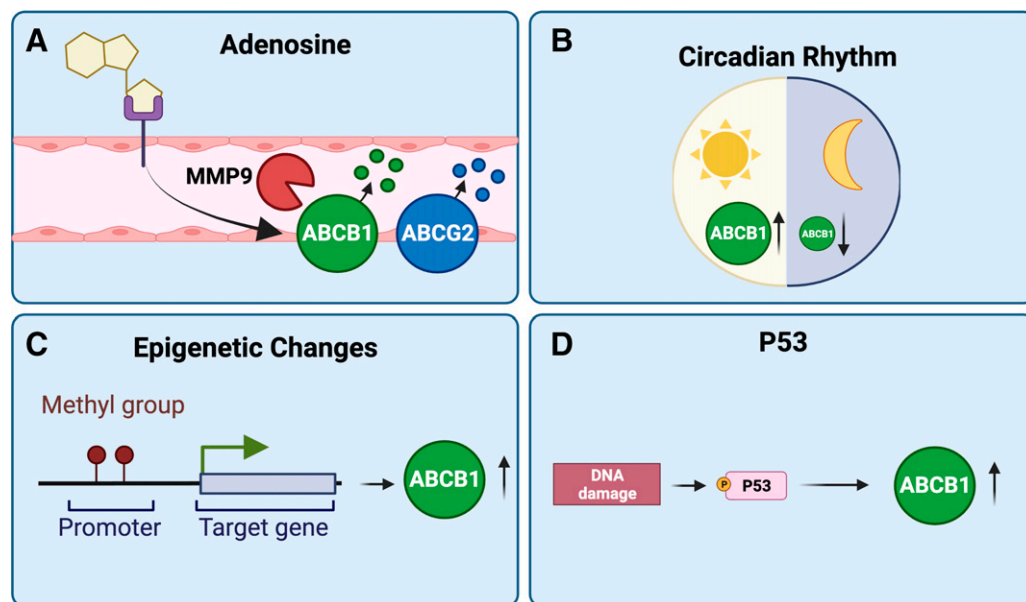 A
Adenosine
MMP9
ABCB1
ABCG2
B
Circadian Rhythm
ABCB1
ABCB1
C
Epigenetic Changes
Methyl group
Promoter
Target gene
ABCB1
D
P53
DNA
damage
P
P53
ABCB1